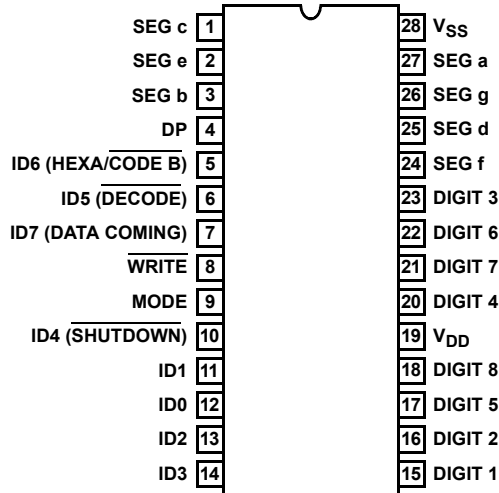 SEG c 1 28 VSS
SEG e 2 27 SEG a
SEG b 3 26 SEG g
DP 4 25 SEG d
ID6 (HEXA/CODE B) 5 24 SEG f
ID5 (DECODE) 6 23 DIGIT 3
ID7 (DATA COMING) 7 22 DIGIT 6
WRITE 8 21 DIGIT 7
MODE 9 20 DIGIT 4
ID4 (SHUTDOWN) 10 19 VDD
ID1 11 18 DIGIT 8
ID0 12 17 DIGIT 5
ID2 13 16 DIGIT 2
ID3 14 15 DIGIT 1